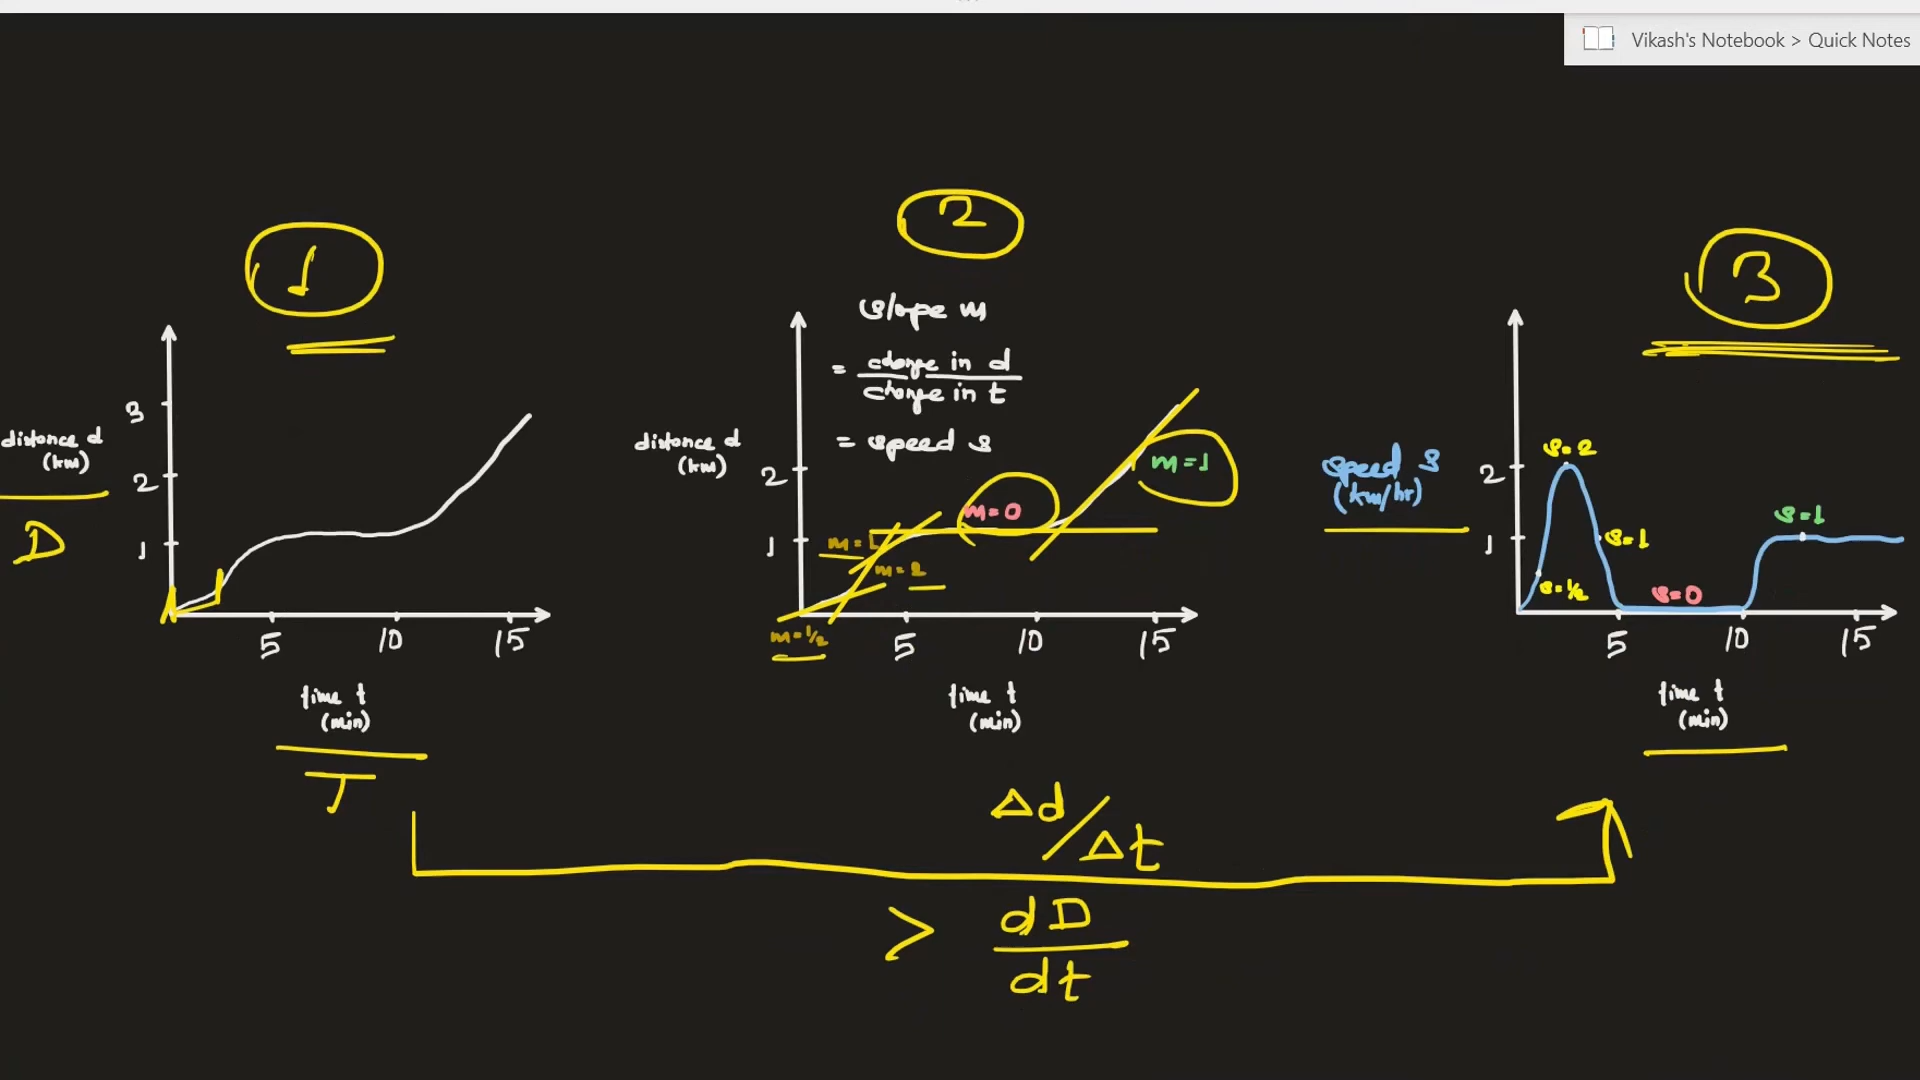 Vikash's Notebook > Quick Notes
1
3
2
1
distance d
(km)
D
5 10 15
time t
(min)
T
2
slope m
= change in d
change in t
= speed s
distance d
(km)
2
1
m=1
m=0
m=1
m=2
m=1/2
5 10 15
time t
(min)
3
speed s
(km/hr)
2
1
s=2
s=1
s=1
s=1/2
s=0
5 10 15
time t
(min)
Δd/Δt
> dD
dt